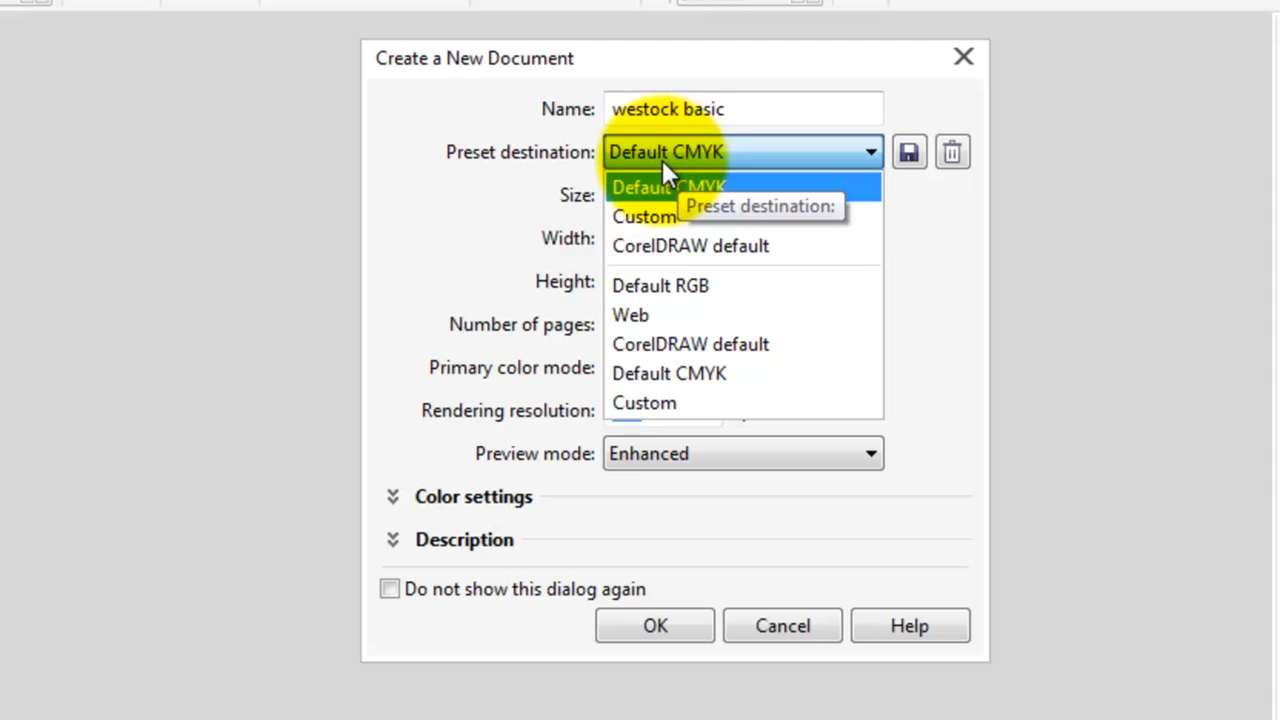 Create a New Document
Name: westock basic
Preset destination: Default CMYK
Default CMYK
Preset destination:
Custom
CorelDRAW default
Default RGB
Web
CorelDRAW default
Default CMYK
Custom
Size:
Width:
Height:
Number of pages:
Primary color mode:
Rendering resolution:
Preview mode: Enhanced
Color settings
Description
Do not show this dialog again
OK Cancel Help